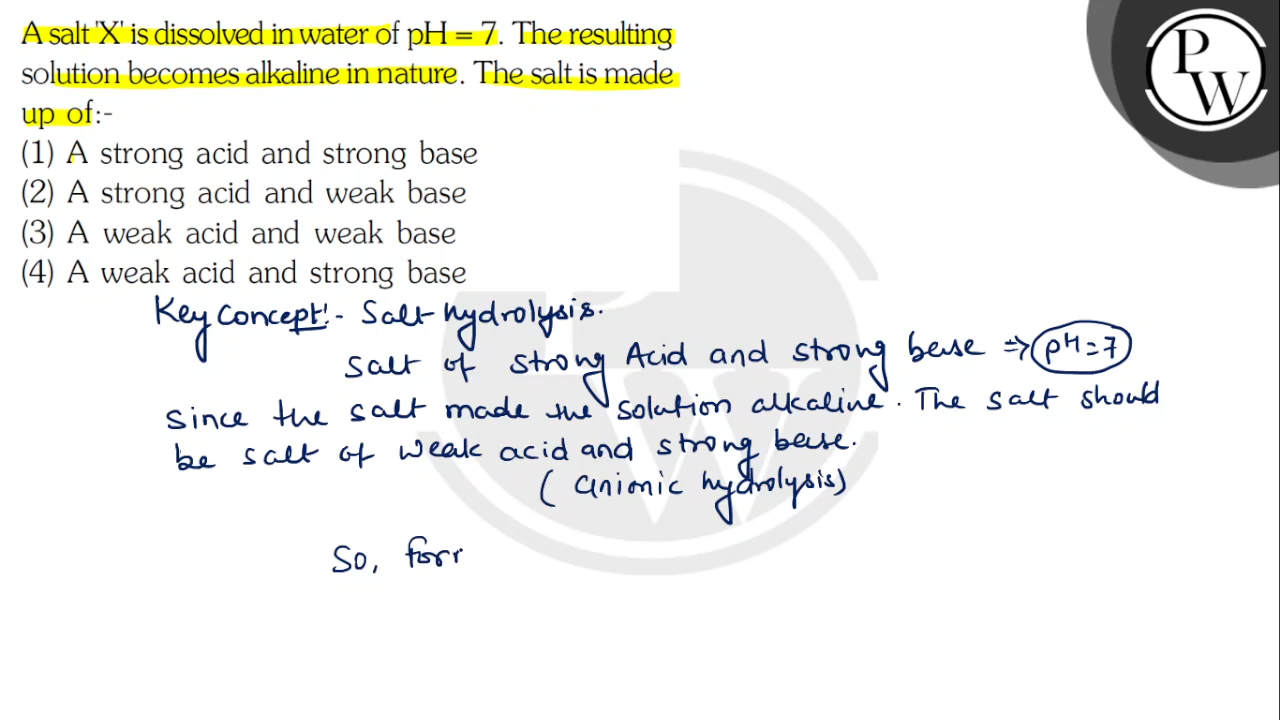 A salt 'X' is dissolved in water of pH = 7. The resulting
solution becomes alkaline in nature. The salt is made
up of:-
(1) A strong acid and strong base
(2) A strong acid and weak base
(3) A weak acid and weak base
(4) A weak acid and strong base
Key concept:- Salt hydrolysis.
Salt of strong Acid and strong base ⇒ pH=7
since the salt made the solution alkaline. The salt should
be salt of weak acid and strong base.
(anionic hydrolysis)
So, for
PW